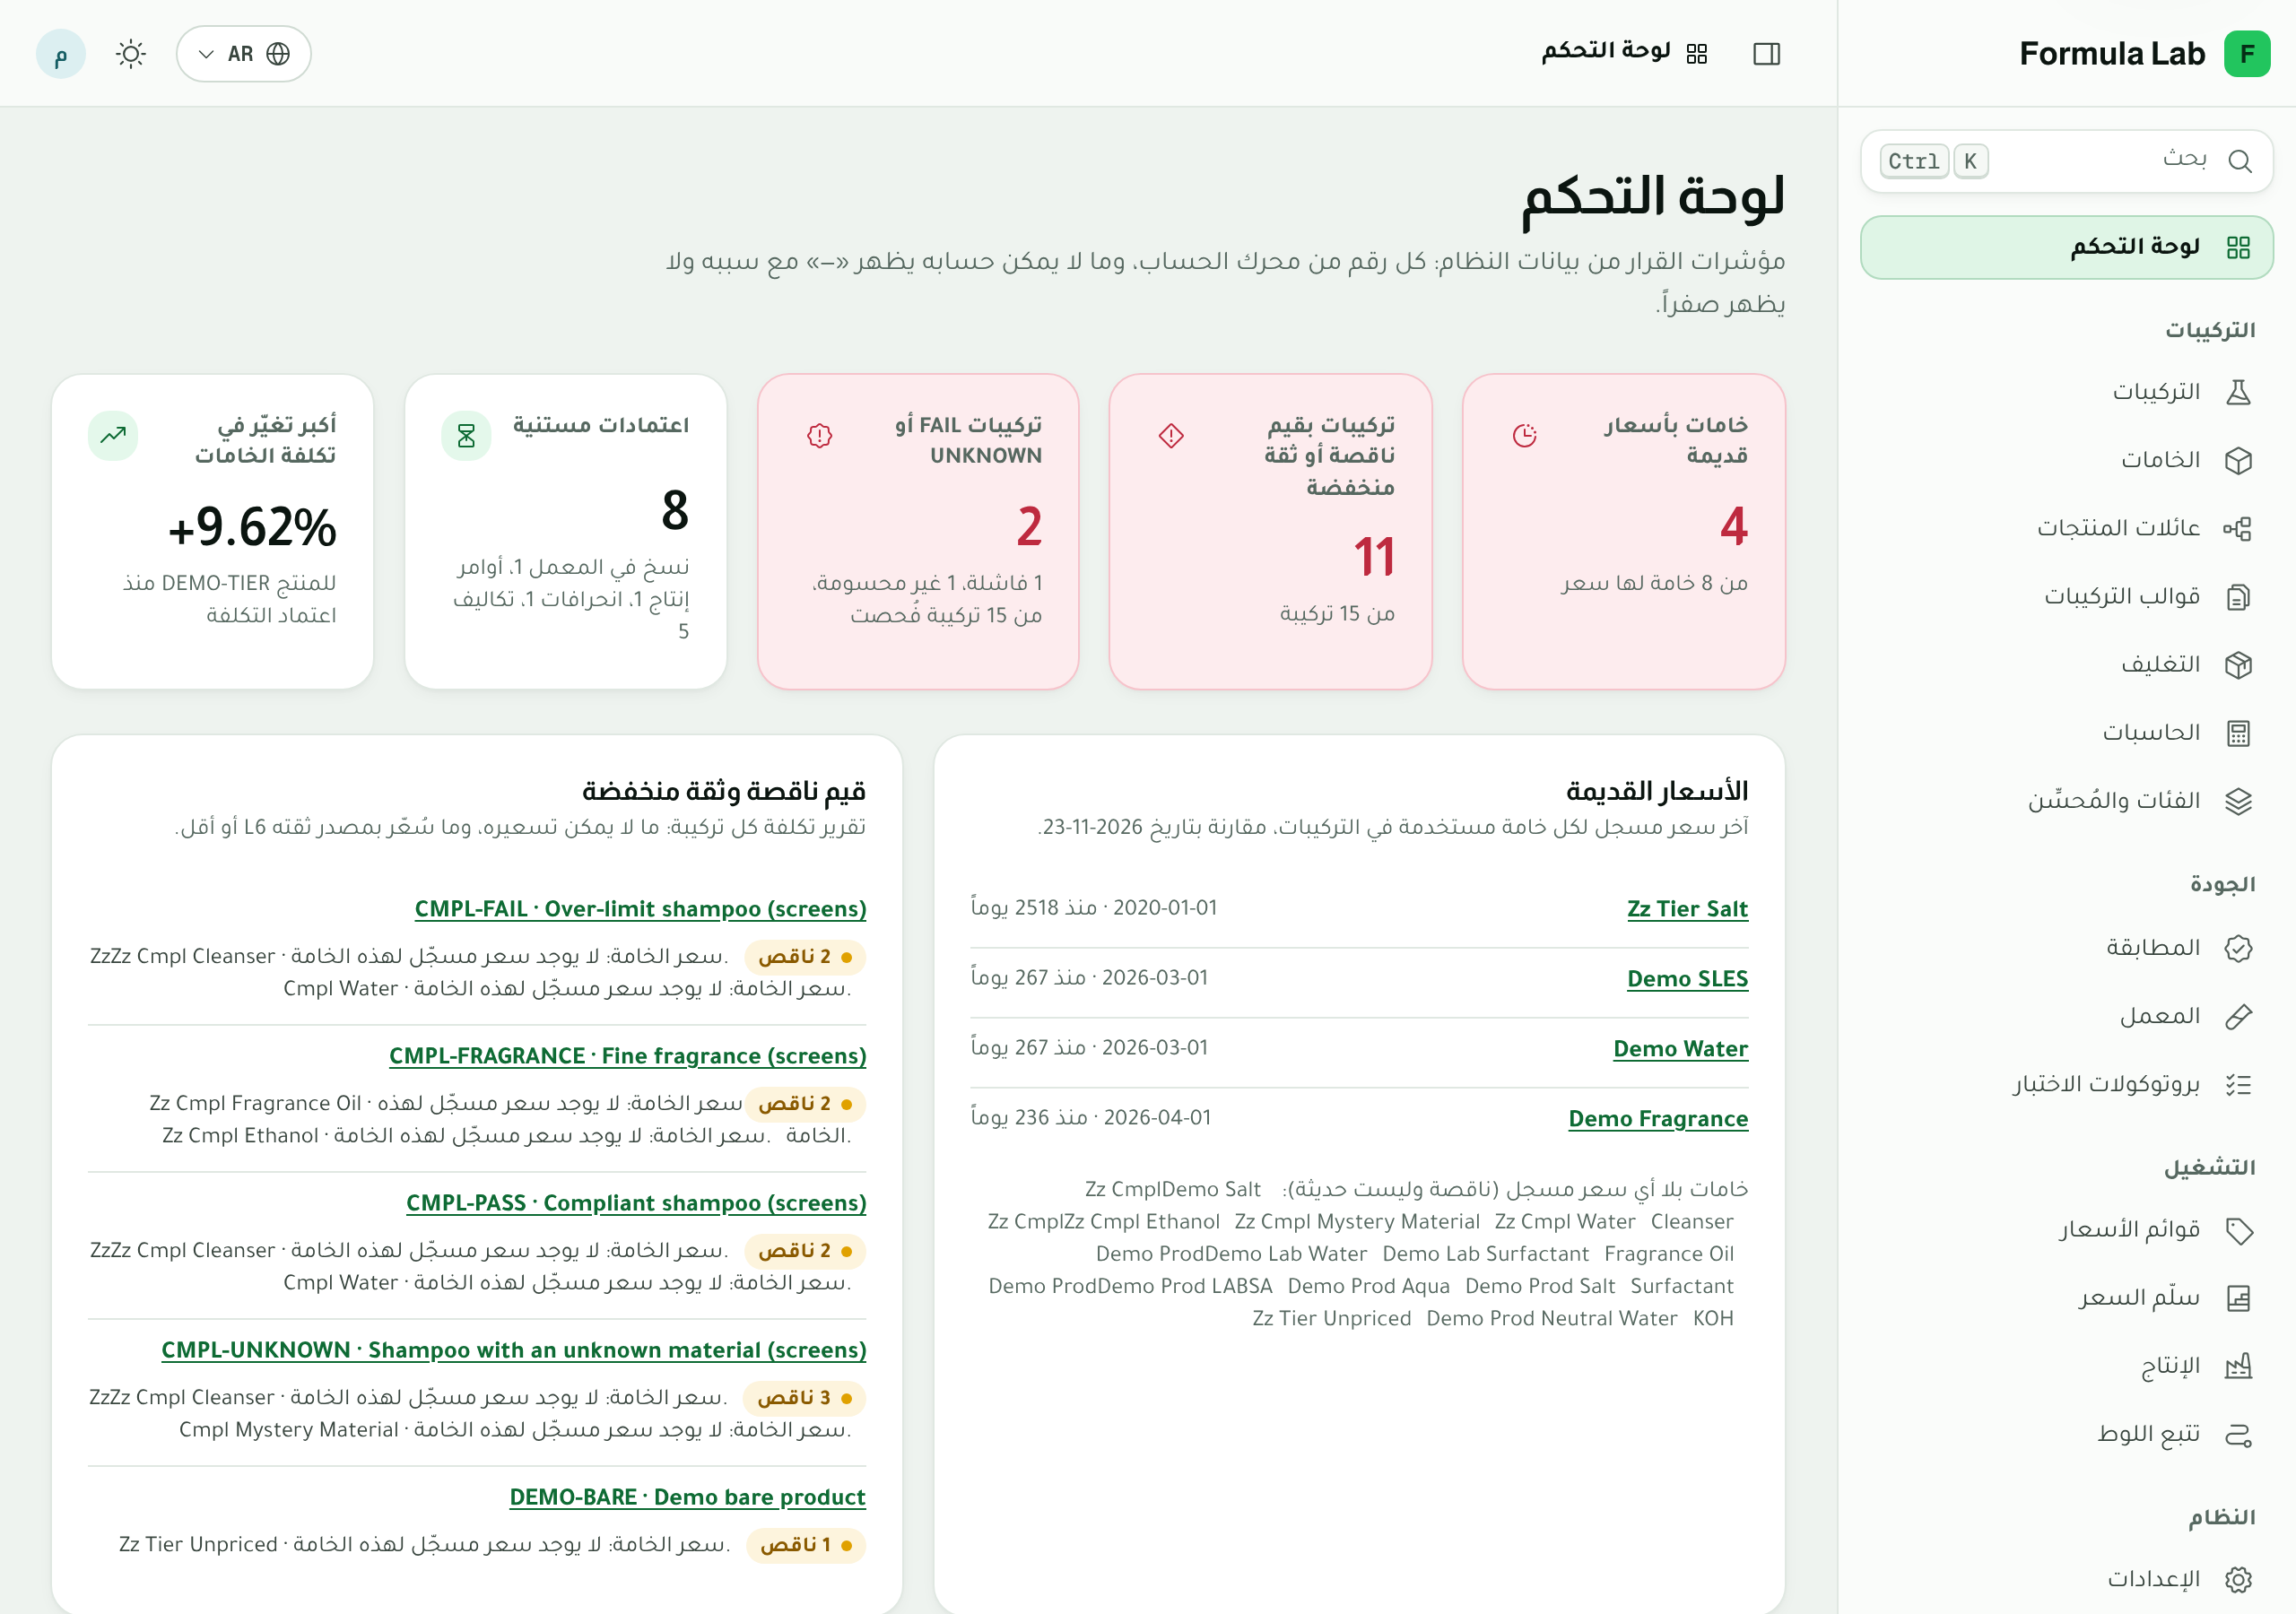 Formula Lab
F
بحث
Ctrl K
لوحة التحكم
التركيبات
التركيبات
الخامات
عائلات المنتجات
قوالب التركيبات
التغليف
الحاسبات
الفئات والمُحسِّن
الجودة
المطابقة
المعمل
بروتوكولات الاختبار
التشغيل
قوائم الأسعار
سلّم السعر
الإنتاج
تتبع اللوط
النظام
الإعدادات
لوحة التحكم
AR
م
لوحة التحكم
مؤشرات القرار من بيانات النظام: كل رقم من محرك الحساب، وما لا يمكن حسابه يظهر «—» مع سببه ولا
يظهر صفراً.
خامات بأسعار
قديمة
4
من 8 خامة لها سعر
تركيبات بقيم
ناقصة أو ثقة
منخفضة
11
من 15 تركيبة
تركيبات FAIL أو
UNKNOWN
2
1 فاشلة، 1 غير محسومة،
من 15 تركيبة فُحصت
اعتمادات مستنية
8
نسخ في المعمل 1، أوامر
إنتاج 1، انحرافات 1، تكاليف
5
أكبر تغيّر في
تكلفة الخامات
+9.62%
للمنتج DEMO-TIER منذ
اعتماد التكلفة
الأسعار القديمة
آخر سعر مسجل لكل خامة مستخدمة في التركيبات، مقارنة بتاريخ 2026-11-23.
Zz Tier Salt
2020-01-01 · منذ 2518 يوماً
Demo SLES
2026-03-01 · منذ 267 يوماً
Demo Water
2026-03-01 · منذ 267 يوماً
Demo Fragrance
2026-04-01 · منذ 236 يوماً
خامات بلا أي سعر مسجل (ناقصة وليست حديثة): Demo Salt Zz Cmpl
Cleanser Zz Cmpl Water Zz Cmpl Mystery Material Zz Cmpl Ethanol Zz Cmpl
Fragrance Oil Demo Lab Surfactant Demo Lab Water Demo Prod
Surfactant Demo Prod Salt Demo Prod Aqua Demo Prod LABSA Demo Prod
KOH Demo Prod Neutral Water Zz Tier Unpriced
قيم ناقصة وثقة منخفضة
تقرير تكلفة كل تركيبة: ما لا يمكن تسعيره، وما سُعّر بمصدر ثقته L6 أو أقل.
CMPL-FAIL · Over-limit shampoo (screens)
2 ناقص Zz Cmpl Cleanser · سعر الخامة: لا يوجد سعر مسجّل لهذه الخامة. Zz
Cmpl Water · سعر الخامة: لا يوجد سعر مسجّل لهذه الخامة.
CMPL-FRAGRANCE · Fine fragrance (screens)
2 ناقص Zz Cmpl Fragrance Oil · سعر الخامة: لا يوجد سعر مسجّل لهذه
الخامة. Zz Cmpl Ethanol · سعر الخامة: لا يوجد سعر مسجّل لهذه الخامة.
CMPL-PASS · Compliant shampoo (screens)
2 ناقص Zz Cmpl Cleanser · سعر الخامة: لا يوجد سعر مسجّل لهذه الخامة. Zz
Cmpl Water · سعر الخامة: لا يوجد سعر مسجّل لهذه الخامة.
CMPL-UNKNOWN · Shampoo with an unknown material (screens)
3 ناقص Zz Cmpl Cleanser · سعر الخامة: لا يوجد سعر مسجّل لهذه الخامة. Zz
Cmpl Mystery Material · سعر الخامة: لا يوجد سعر مسجّل لهذه الخامة.
DEMO-BARE · Demo bare product
1 ناقص Zz Tier Unpriced · سعر الخامة: لا يوجد سعر مسجّل لهذه الخامة.